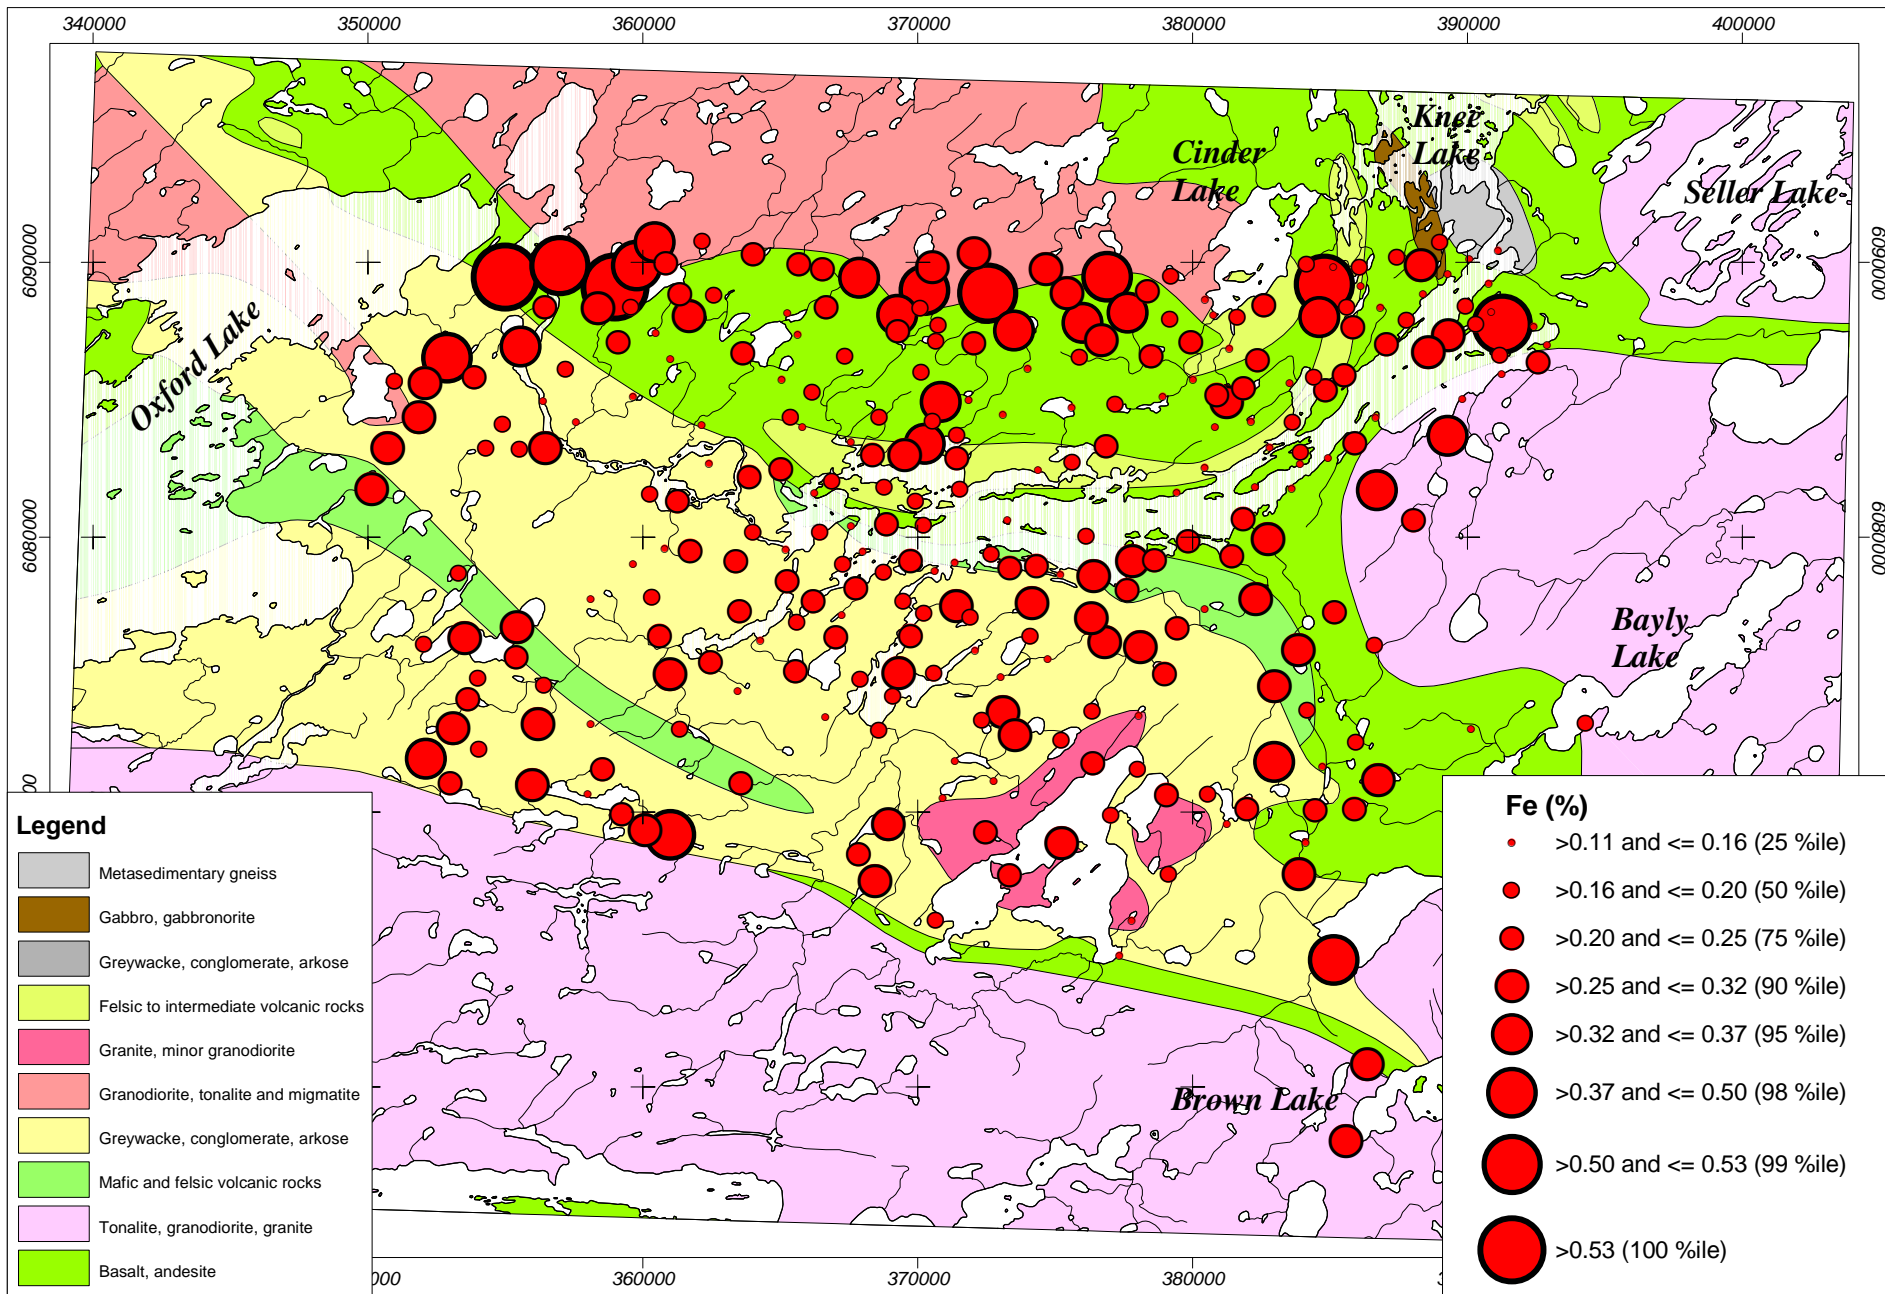 340000 350000 360000 370000 380000 390000 400000
Knee
Lake
Cinder
Lake
Seller Lake
6090000
6090000
Oxford Lake
6080000
6080000
Bayly
Lake
Brown Lake
Legend
Metasedimentary gneiss
Gabbro, gabbronorite
Greywacke, conglomerate, arkose
Felsic to intermediate volcanic rocks
Granite, minor granodiorite
Granodiorite, tonalite and migmatite
Greywacke, conglomerate, arkose
Mafic and felsic volcanic rocks
Tonalite, granodiorite, granite
Basalt, andesite
Fe (%)
>0.11 and <= 0.16 (25 %ile)
>0.16 and <= 0.20 (50 %ile)
>0.20 and <= 0.25 (75 %ile)
>0.25 and <= 0.32 (90 %ile)
>0.32 and <= 0.37 (95 %ile)
>0.37 and <= 0.50 (98 %ile)
>0.50 and <= 0.53 (99 %ile)
>0.53 (100 %ile)
360000 370000 380000